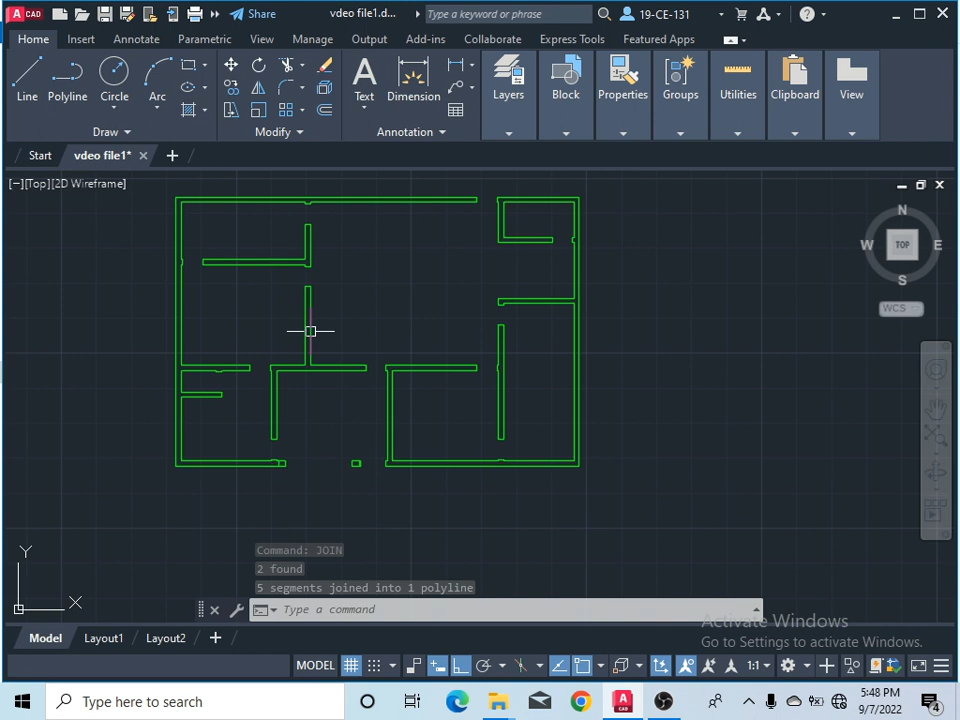 A CAD Share vdeo file1.d... Type a keyword or phrase 19-CE-131
Home Insert Annotate Parametric View Manage Output Add-ins Collaborate Express Tools Featured Apps
Line Polyline Circle Arc Text Dimension Layers Block Properties Groups Utilities Clipboard View
Draw Modify Annotation
Start vdeo file1*
[−][Top][2D Wireframe]
N
W TOP E
S
WCS
Y
X
Command: JOIN
2 found
5 segments joined into 1 polyline
Type a command
Activate Windows
Go to Settings to activate Windows.
Model Layout1 Layout2
MODEL 1:1
Type here to search
5:48 PM
9/7/2022
4